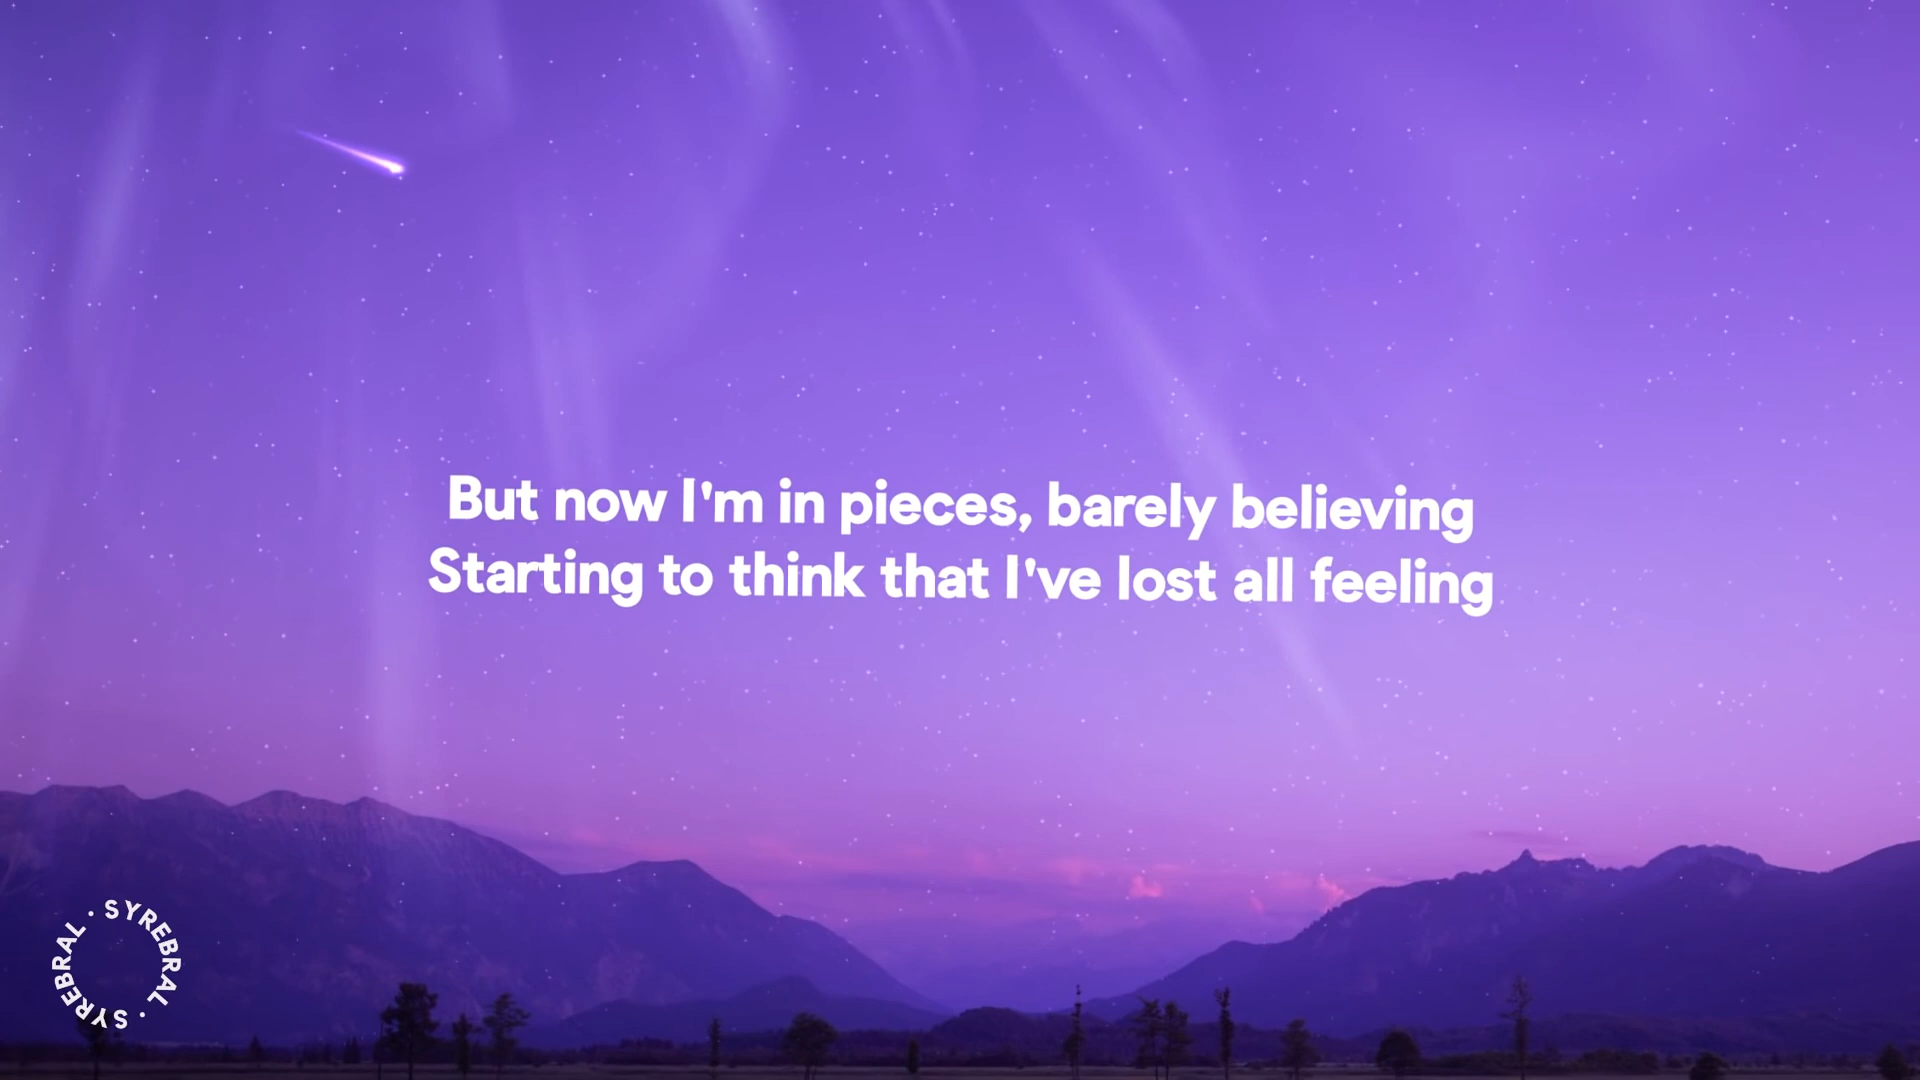 But now I'm in pieces, barely believing
Starting to think that I've lost all feeling
SYREBRAL · SYREBRAL ·